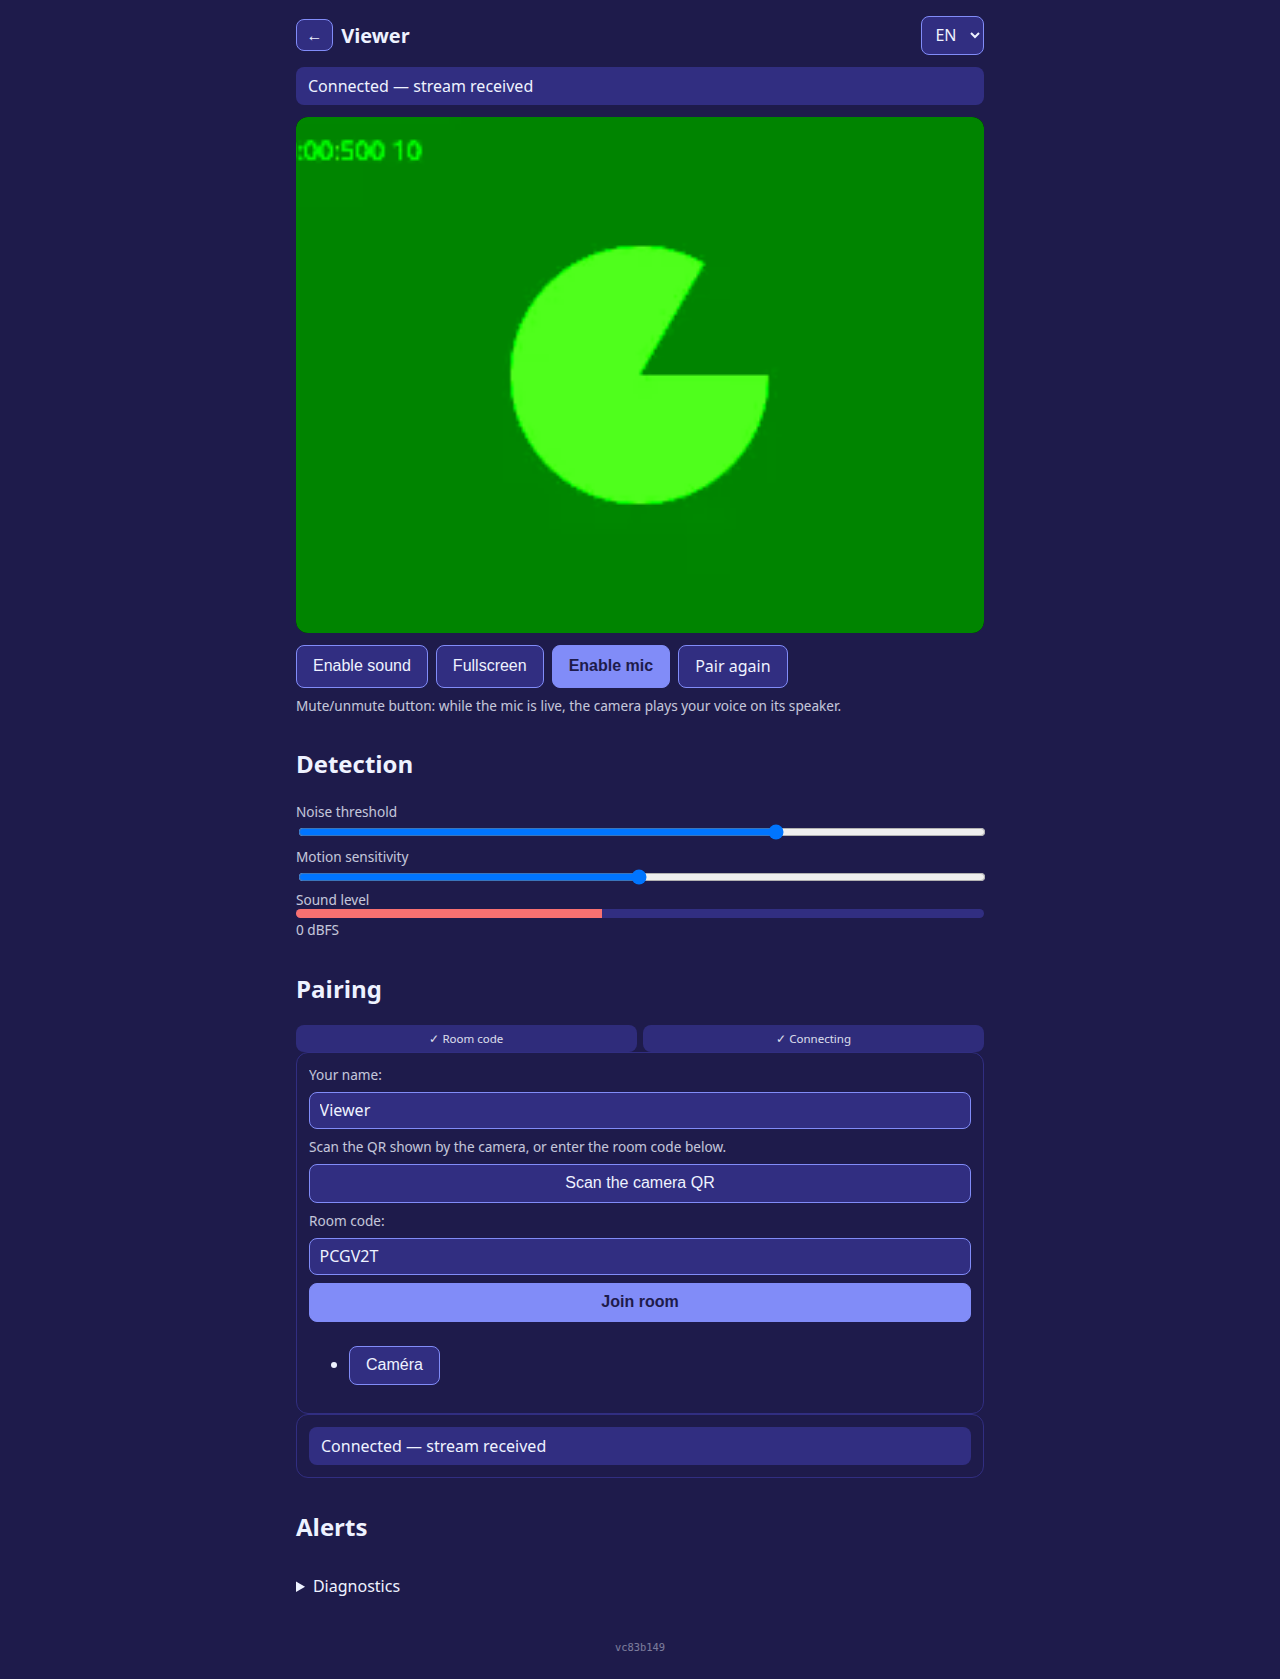 ← Viewer EN
Connected — stream received
:00:500 10
Enable sound Fullscreen Enable mic Pair again
Mute/unmute button: while the mic is live, the camera plays your voice on its speaker.
Detection
Noise threshold
Motion sensitivity
Sound level
0 dBFS
Pairing
✓ Room code ✓ Connecting
Your name:
Viewer
Scan the QR shown by the camera, or enter the room code below.
Scan the camera QR
Room code:
PCGV2T
Join room
• Caméra
Connected — stream received
Alerts
▶ Diagnostics
vc83b149